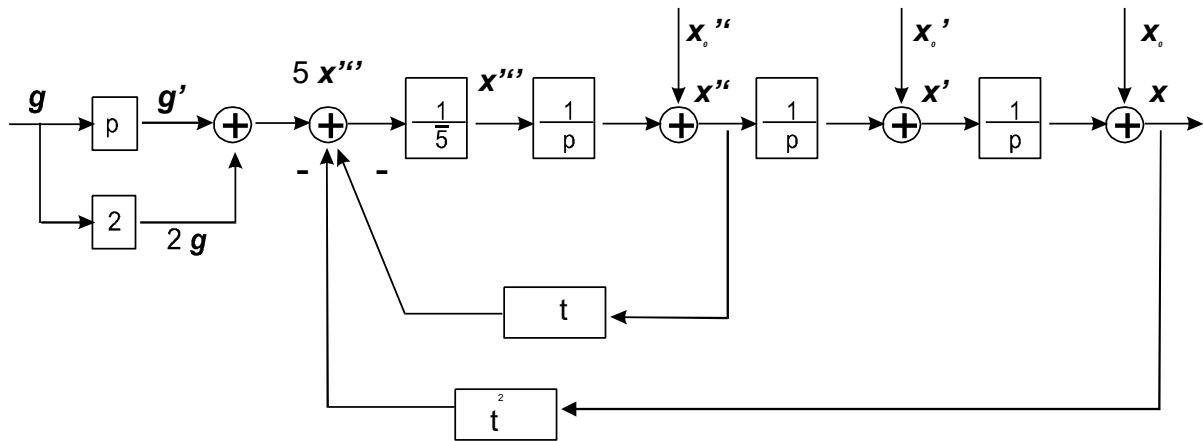 x₀’‘‘
x₀’
x₀
5 x’‘‘’
x’‘‘’
g
g’
x’‘‘
x’
x
p
+
+
1
5
1
p
+
1
p
+
1
p
+
-
-
2
2 g
t
t²